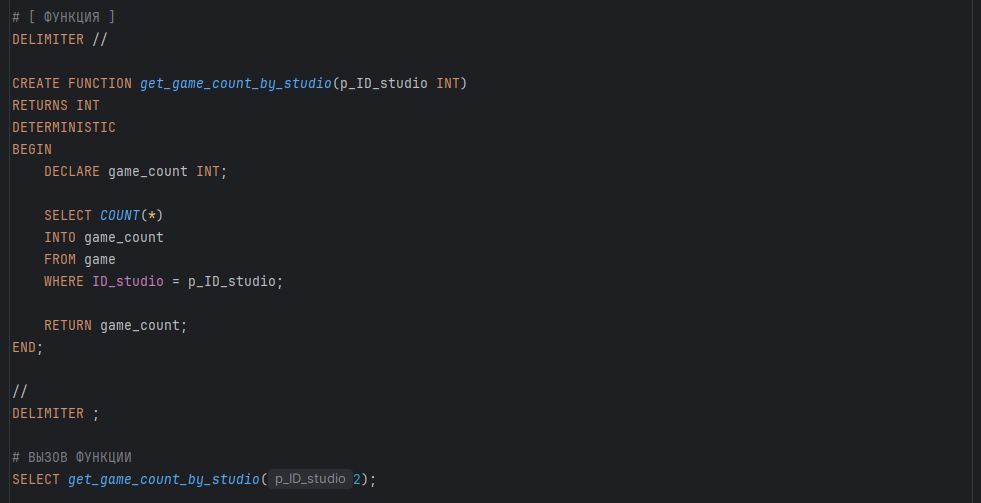 # [ ФУНКЦИЯ ]
DELIMITER //
CREATE FUNCTION get_game_count_by_studio(p_ID_studio INT)
RETURNS INT
DETERMINISTIC
BEGIN
    DECLARE game_count INT;
    SELECT COUNT(*)
    INTO game_count
    FROM game
    WHERE ID_studio = p_ID_studio;
    RETURN game_count;
END;
//
DELIMITER ;
# ВЫЗОВ ФУНКЦИИ
SELECT get_game_count_by_studio( p_ID_studio 2);